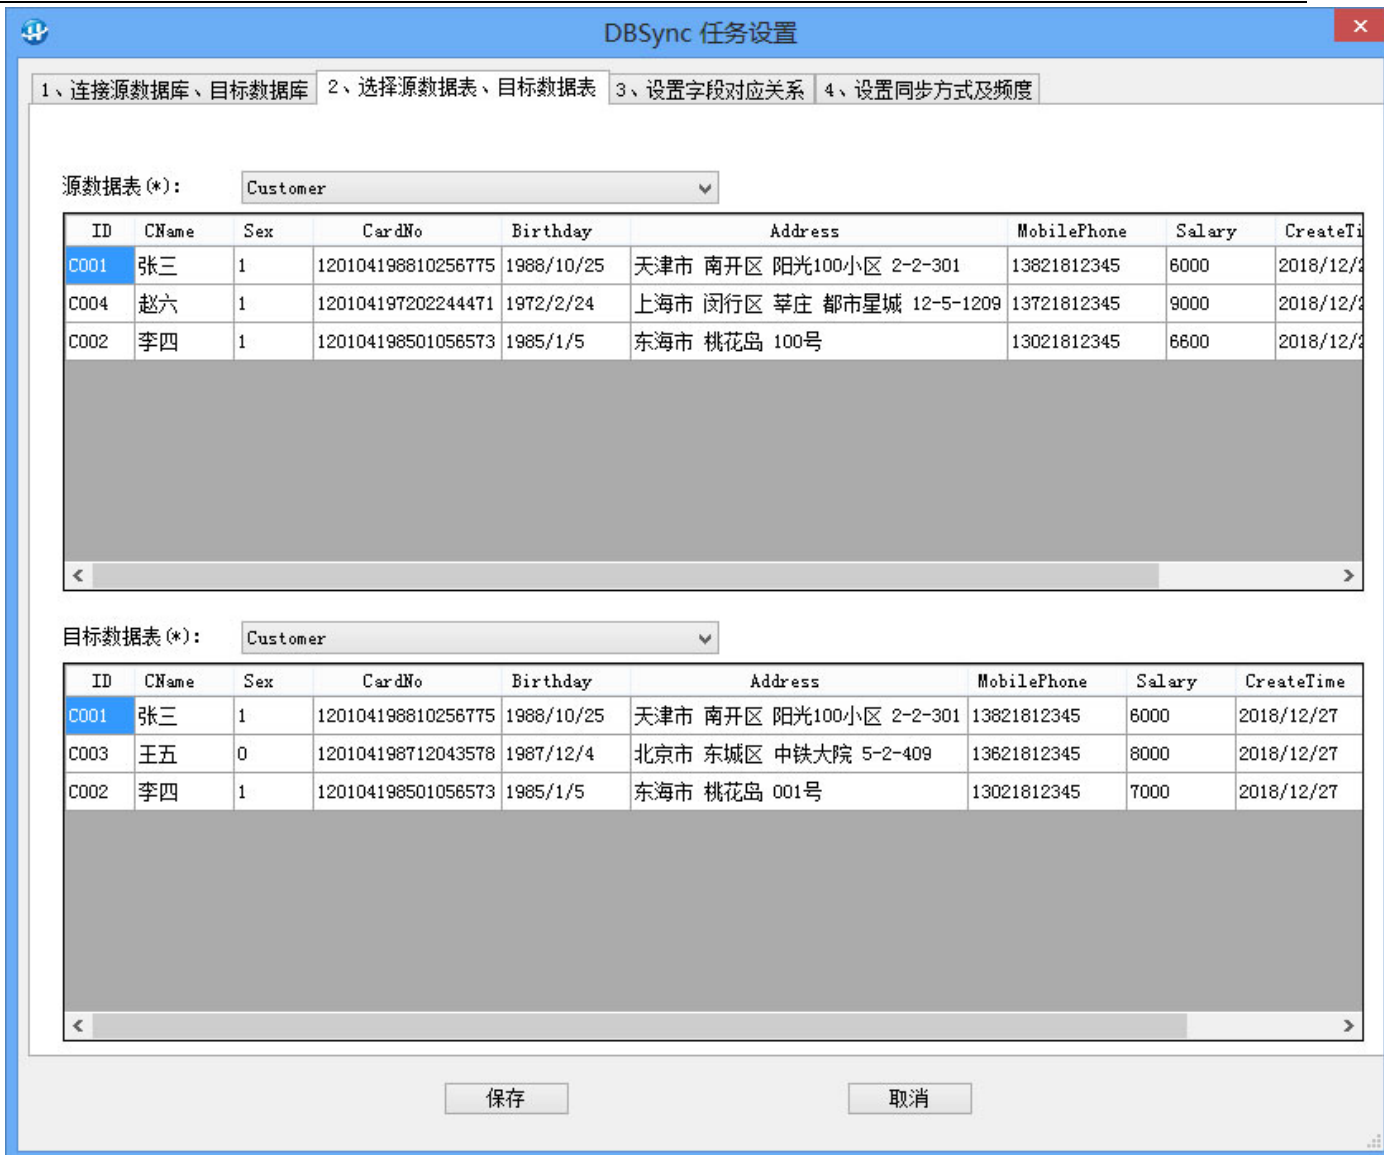 DBSync 任务设置
1、连接源数据库、目标数据库 2、选择源数据表、目标数据表 3、设置字段对应关系 4、设置同步方式及频度
源数据表(*): Customer
ID CName Sex CardNo Birthday Address MobilePhone Salary CreateTi
C001 张三 1 120104198810256775 1988/10/25 天津市 南开区 阳光100小区 2-2-301 13821812345 6000 2018/12/2
C004 赵六 1 120104197202244471 1972/2/24 上海市 闵行区 莘庄 都市星城 12-5-1209 13721812345 9000 2018/12/2
C002 李四 1 120104198501056573 1985/1/5 东海市 桃花岛 100号 13021812345 6600 2018/12/2
目标数据表(*): Customer
ID CName Sex CardNo Birthday Address MobilePhone Salary CreateTime
C001 张三 1 120104198810256775 1988/10/25 天津市 南开区 阳光100小区 2-2-301 13821812345 6000 2018/12/27
C003 王五 0 120104198712043578 1987/12/4 北京市 东城区 中铁大院 5-2-409 13621812345 8000 2018/12/27
C002 李四 1 120104198501056573 1985/1/5 东海市 桃花岛 001号 13021812345 7000 2018/12/27
保存 取消